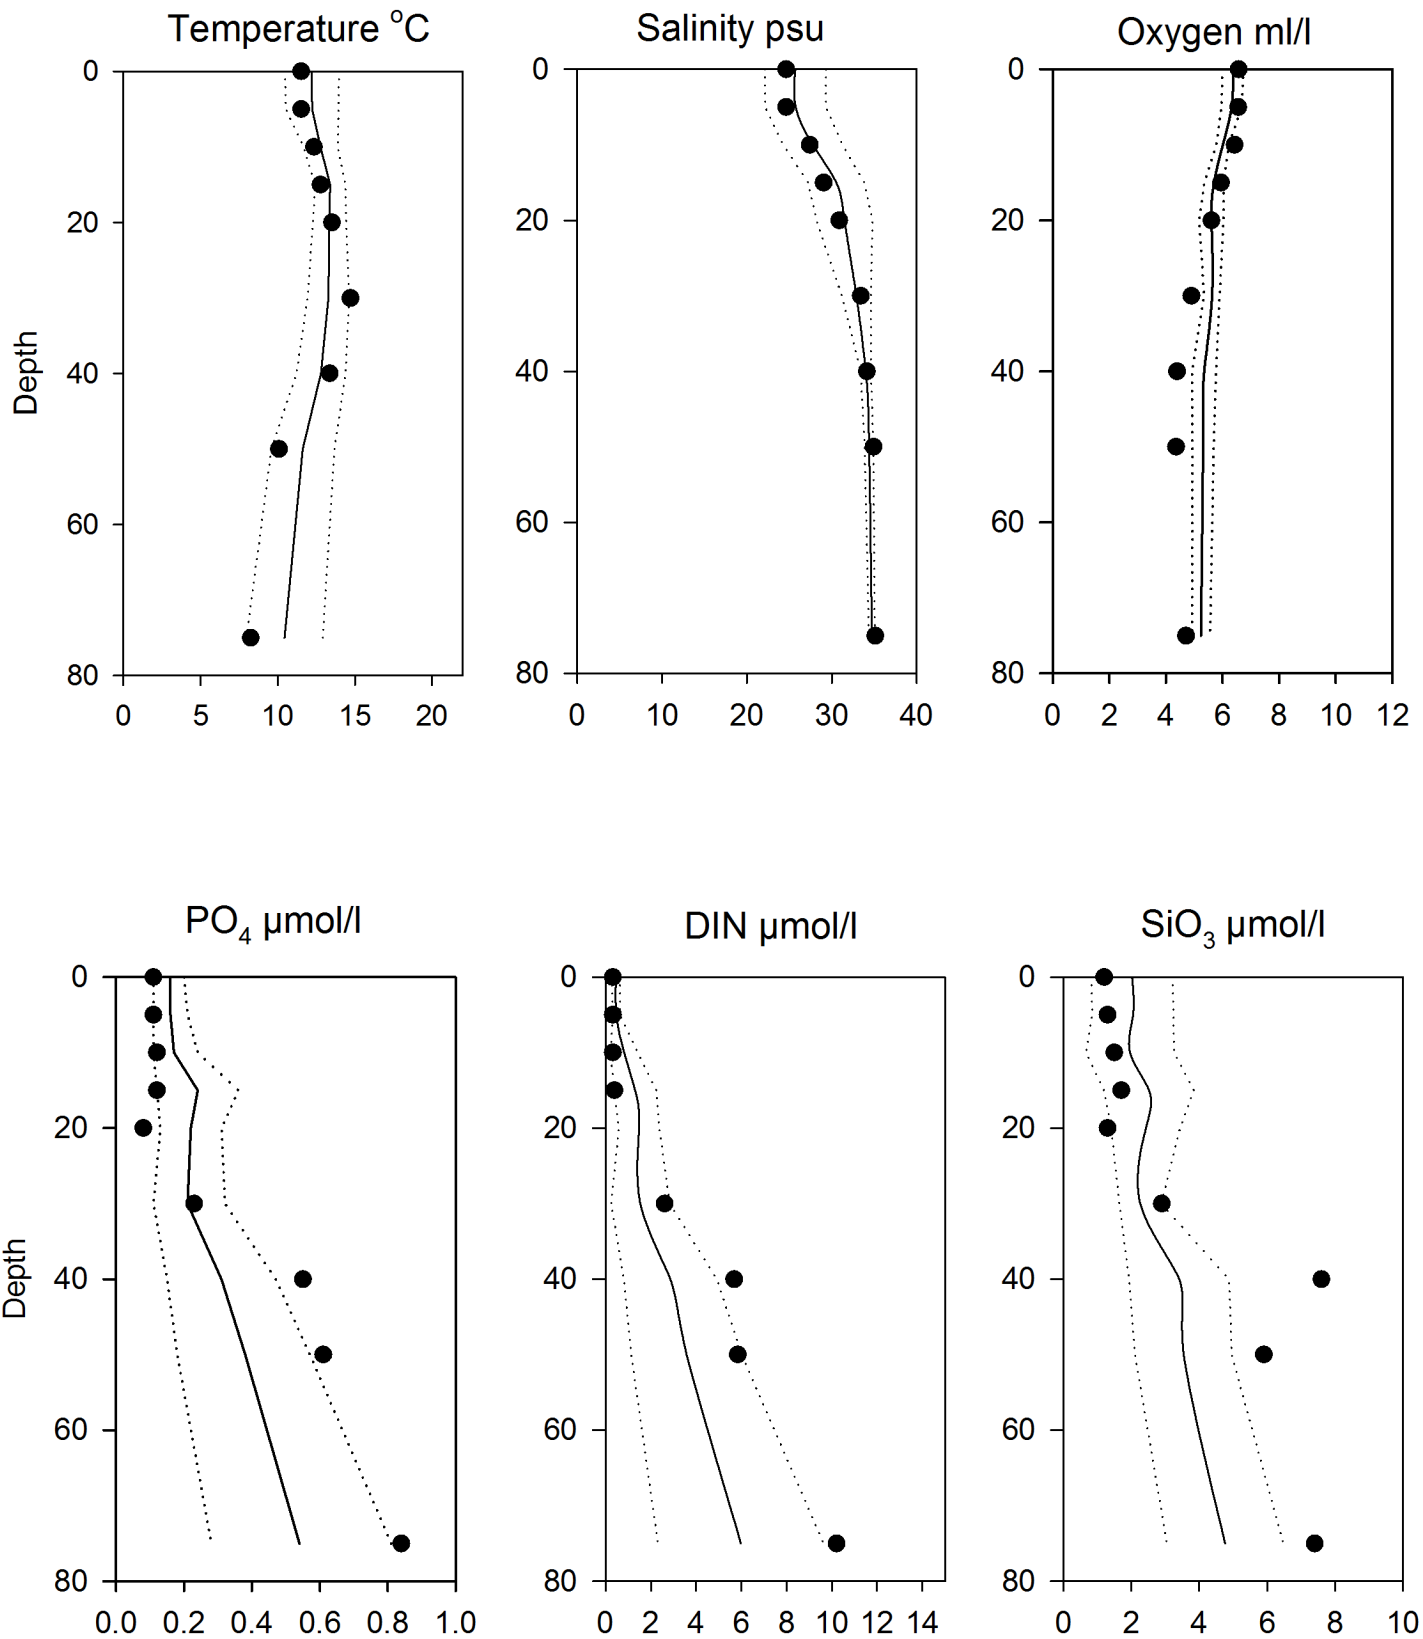 Temperature °C
Salinity psu
Oxygen ml/l
0
20
40
60
80
Depth
0 5 10 15 20
0
20
40
60
80
0 10 20 30 40
0
20
40
60
80
0 2 4 6 8 10 12
PO4 µmol/l
DIN µmol/l
SiO3 µmol/l
0
20
40
60
80
Depth
0.0 0.2 0.4 0.6 0.8 1.0
0
20
40
60
80
0 2 4 6 8 10 12 14
0
20
40
60
80
0 2 4 6 8 10